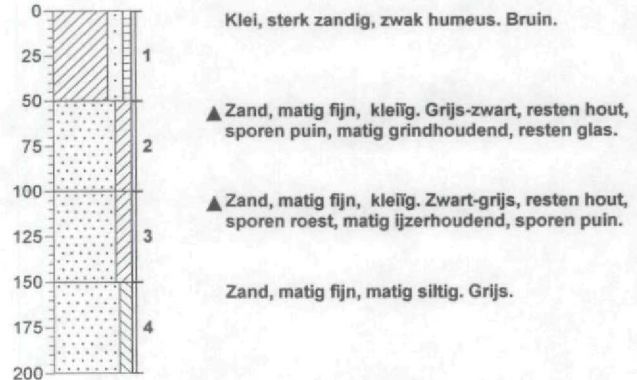 0
Klei, sterk zandig, zwak humeus. Bruin.
25
1
50
▲ Zand, matig fijn, kleiïg. Grijs-zwart, resten hout,
sporen puin, matig grindhoudend, resten glas.
75
2
100
▲ Zand, matig fijn, kleiïg. Zwart-grijs, resten hout,
sporen roest, matig ijzerhoudend, sporen puin.
125
3
150
Zand, matig fijn, matig siltig. Grijs.
175
4
200